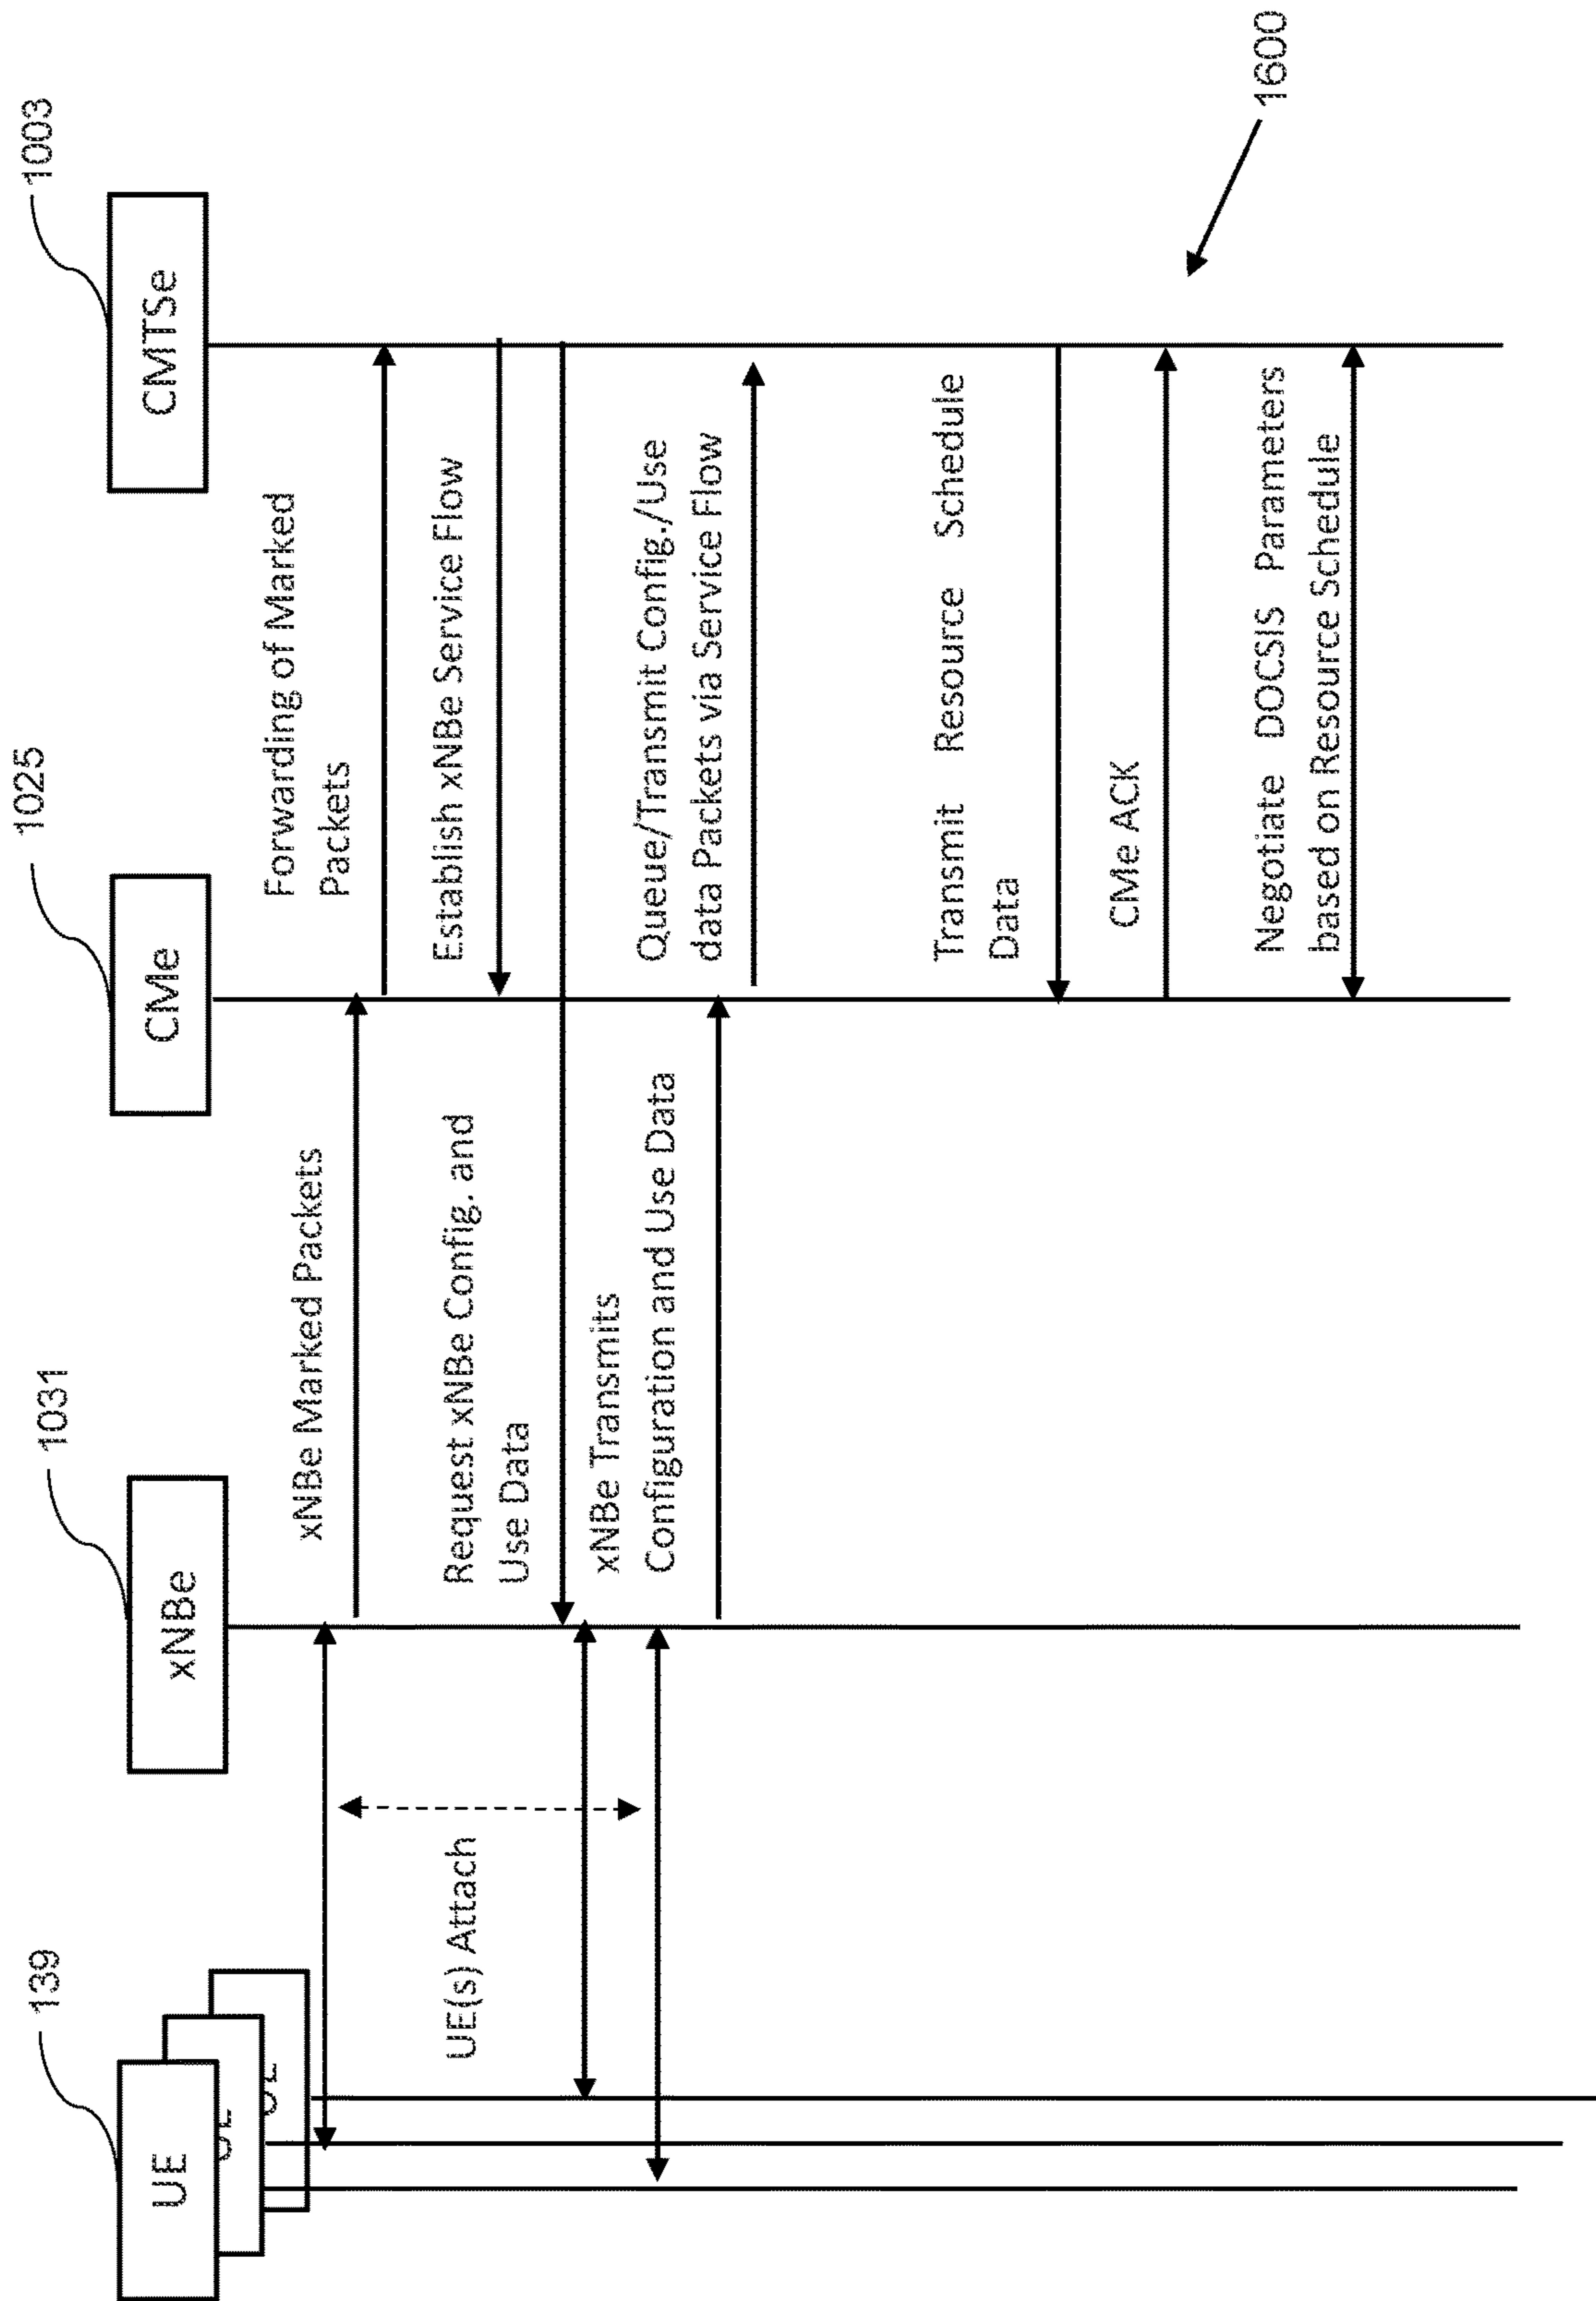 139
1031
1025
1003
UE
xNBe
CMe
CMTSe
UE(s) Attach
xNBe Marked Packets
Request xNBe Config. and
Use Data
xNBe Transmits
Configuration and Use Data
Forwarding of Marked
Packets
Establish xNBe Service Flow
Queue/Transmit Config./Use
data Packets via Service Flow
Transmit Resource Schedule
Data
CMe ACK
Negotiate DOCSIS Parameters
based on Resource Schedule
1600